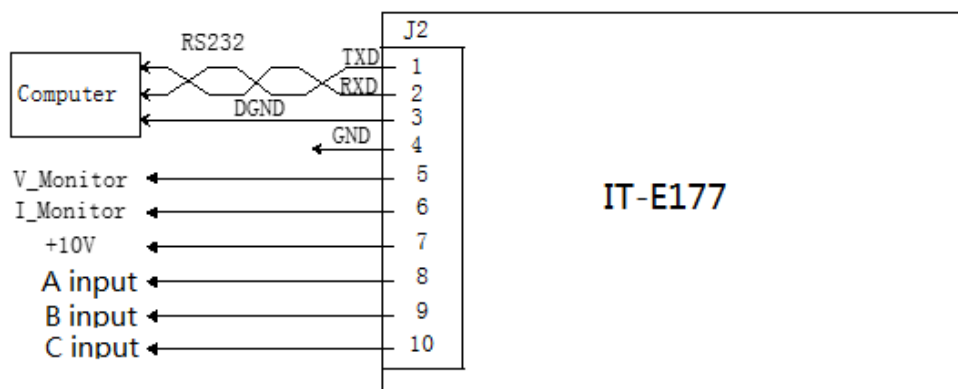 J2
RS232
TXD 1
Computer
RXD 2
DGND 3
GND 4
V_Monitor 5
IT-E177
I_Monitor 6
+10V 7
A input 8
B input 9
C input 10